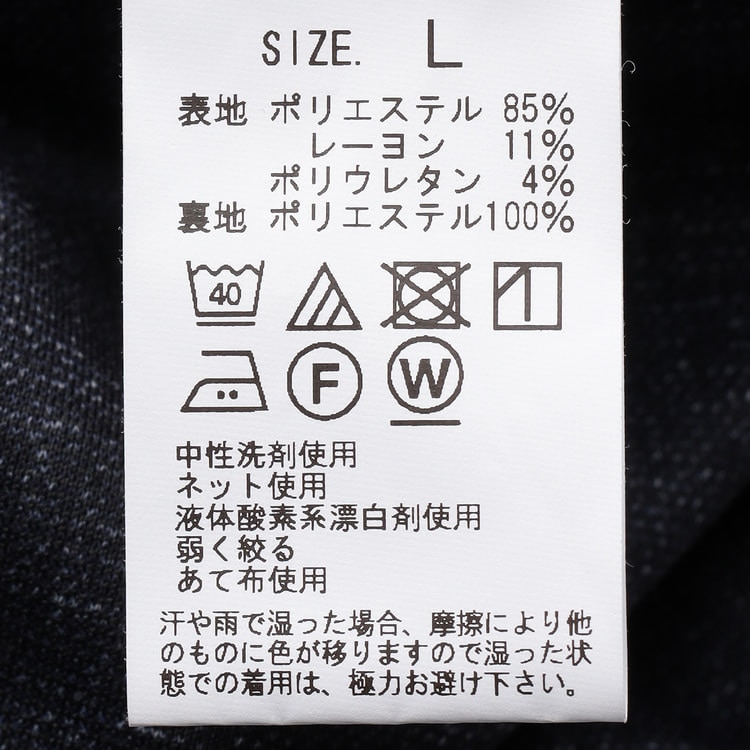 SIZE. L
表地 ポリエステル 85%
レーヨン 11%
ポリウレタン 4%
裏地 ポリエステル100%
40
F W
中性洗剤使用
ネット使用
液体酸素系漂白剤使用
弱く絞る
あて布使用
汗や雨で湿った場合、摩擦により他
のものに色が移りますので湿った状
態での着用は、極力お避け下さい。